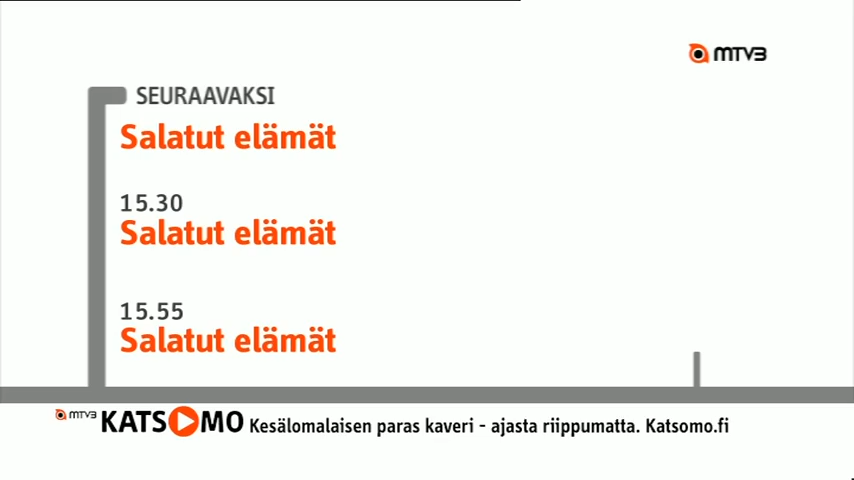 MTV3
SEURAAVAKSI
Salatut elämät
15.30
Salatut elämät
15.55
Salatut elämät
MTV3 KATSOMO Kesälomalaisen paras kaveri - ajasta riippumatta. Katsomo.fi